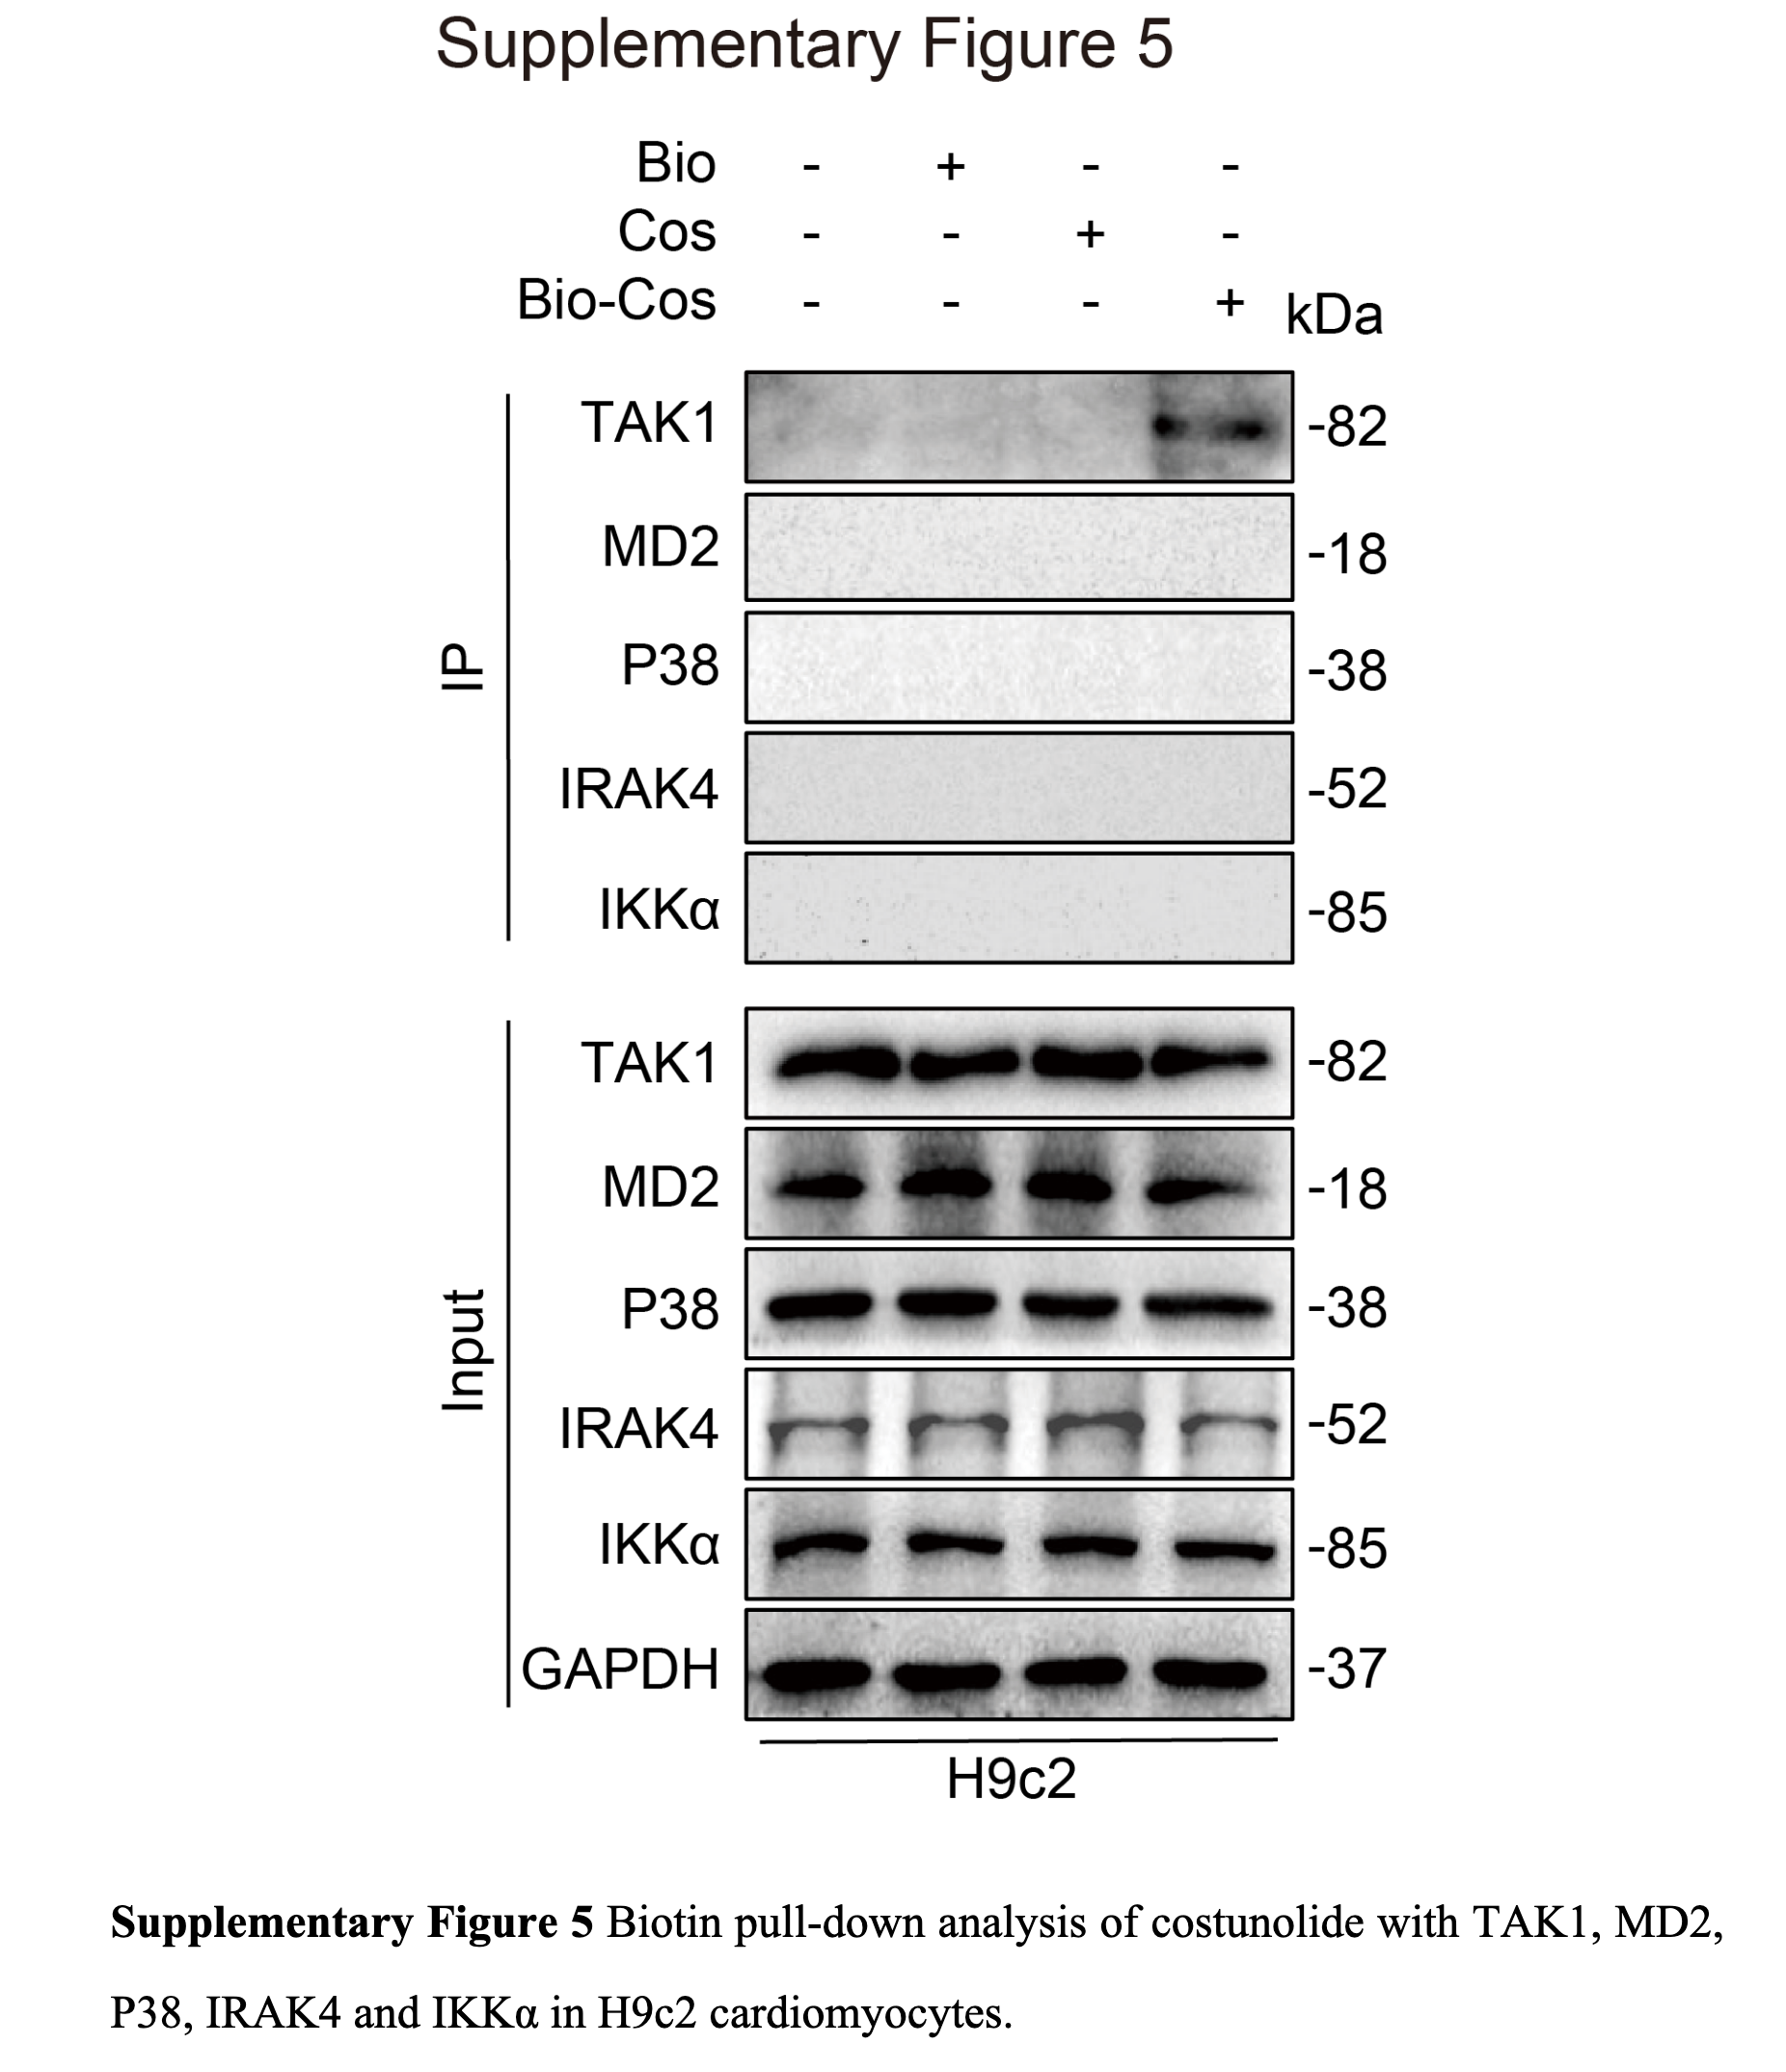 Supplementary Figure 5
Bio - + - -
Cos - - + -
Bio-Cos - - - + kDa
TAK1 -82
MD2 -18
P38 -38
IRAK4 -52
IKKα -85
IP
TAK1 -82
MD2 -18
P38 -38
IRAK4 -52
IKKα -85
GAPDH -37
Input
H9c2
Supplementary Figure 5 Biotin pull-down analysis of costunolide with TAK1, MD2,
P38, IRAK4 and IKKα in H9c2 cardiomyocytes.